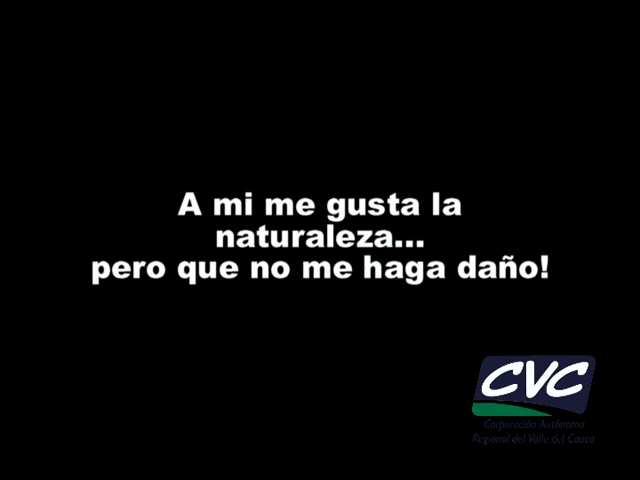 A mi me gusta la
naturaleza...
pero que no me haga daño!
CVC
Corporación Autónoma
Regional del Valle del Cauca